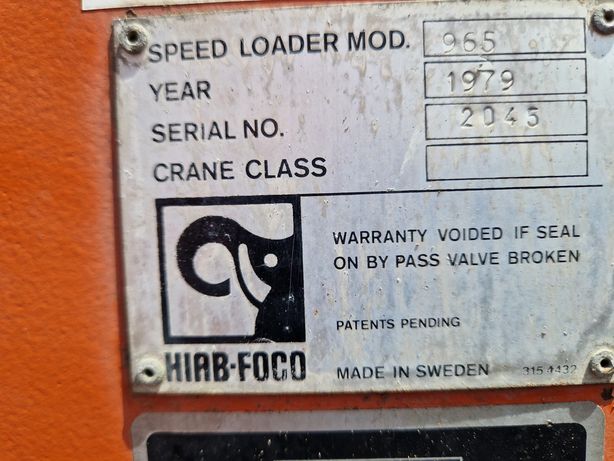 SPEED LOADER MOD. 965
YEAR 1979
SERIAL NO. 2045
CRANE CLASS
WARRANTY VOIDED IF SEAL
ON BY PASS VALVE BROKEN
PATENTS PENDING
HIAB-FOCO
MADE IN SWEDEN 315 4432